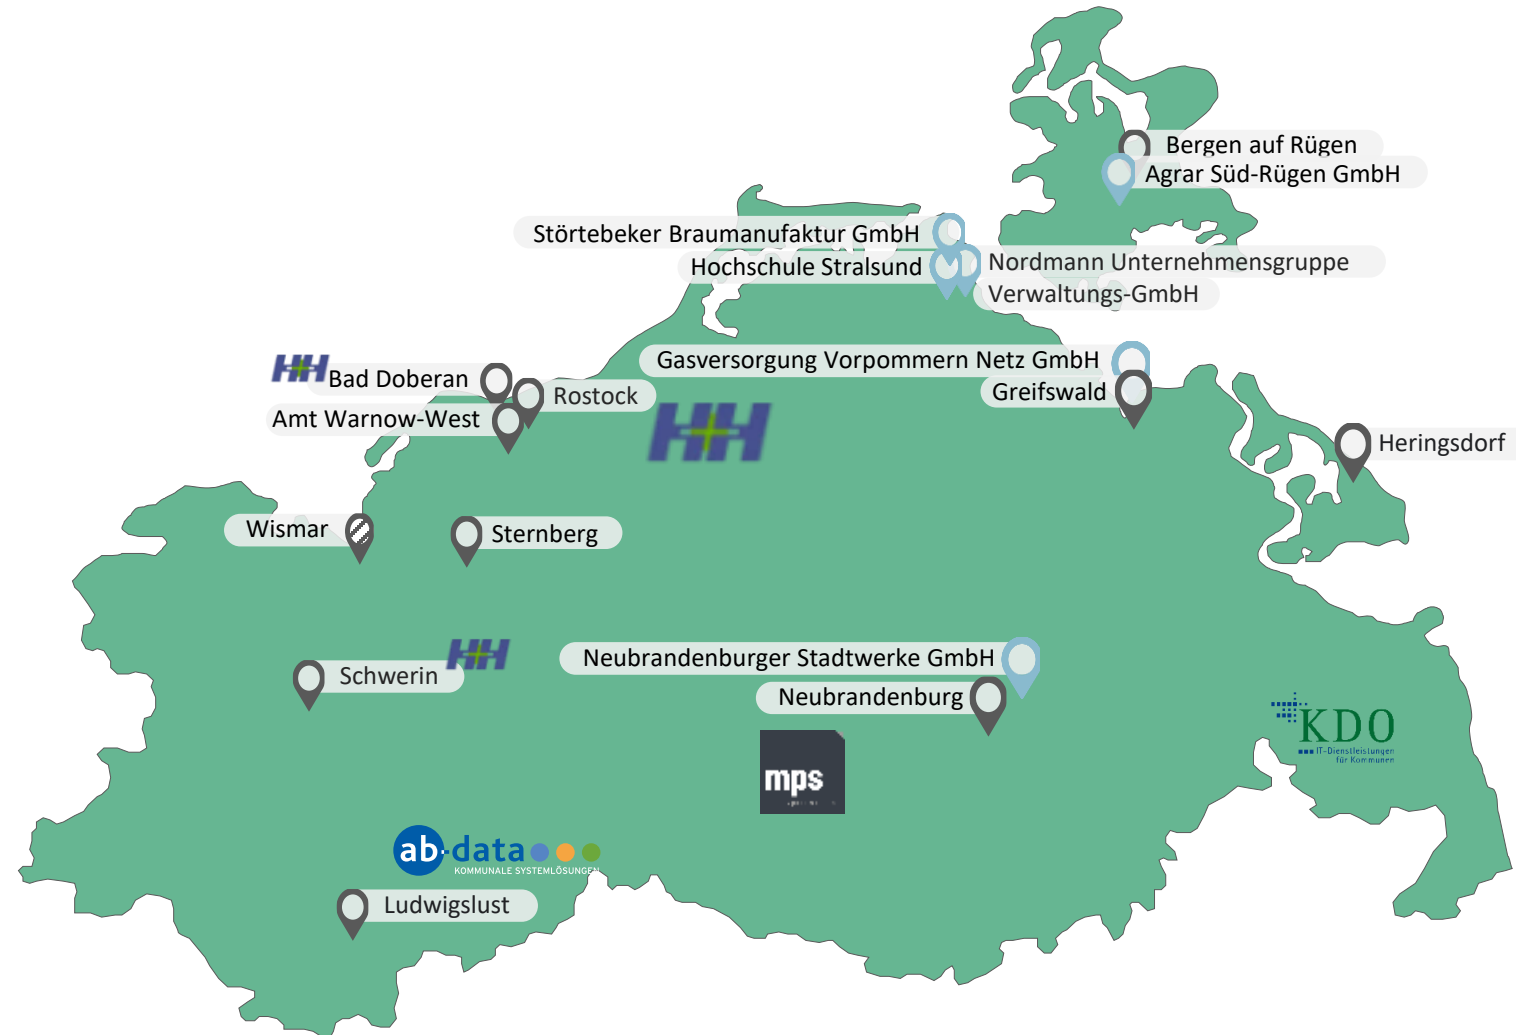 Bergen auf Rügen
Agrar Süd-Rügen GmbH
Störtebeker Braumanufaktur GmbH
Hochschule Stralsund
Nordmann Unternehmensgruppe
Verwaltungs-GmbH
Gasversorgung Vorpommern Netz GmbH
H+H
Bad Doberan
Greifswald
Rostock
Amt Warnow-West
H+H
Heringsdorf
Wismar
Sternberg
H+H
Neubrandenburger Stadtwerke GmbH
Schwerin
Neubrandenburg
KDO
IT-Dienstleistungen
für Kommunen
mps
ab-data
KOMMUNALE SYSTEMLÖSUNGEN
Ludwigslust